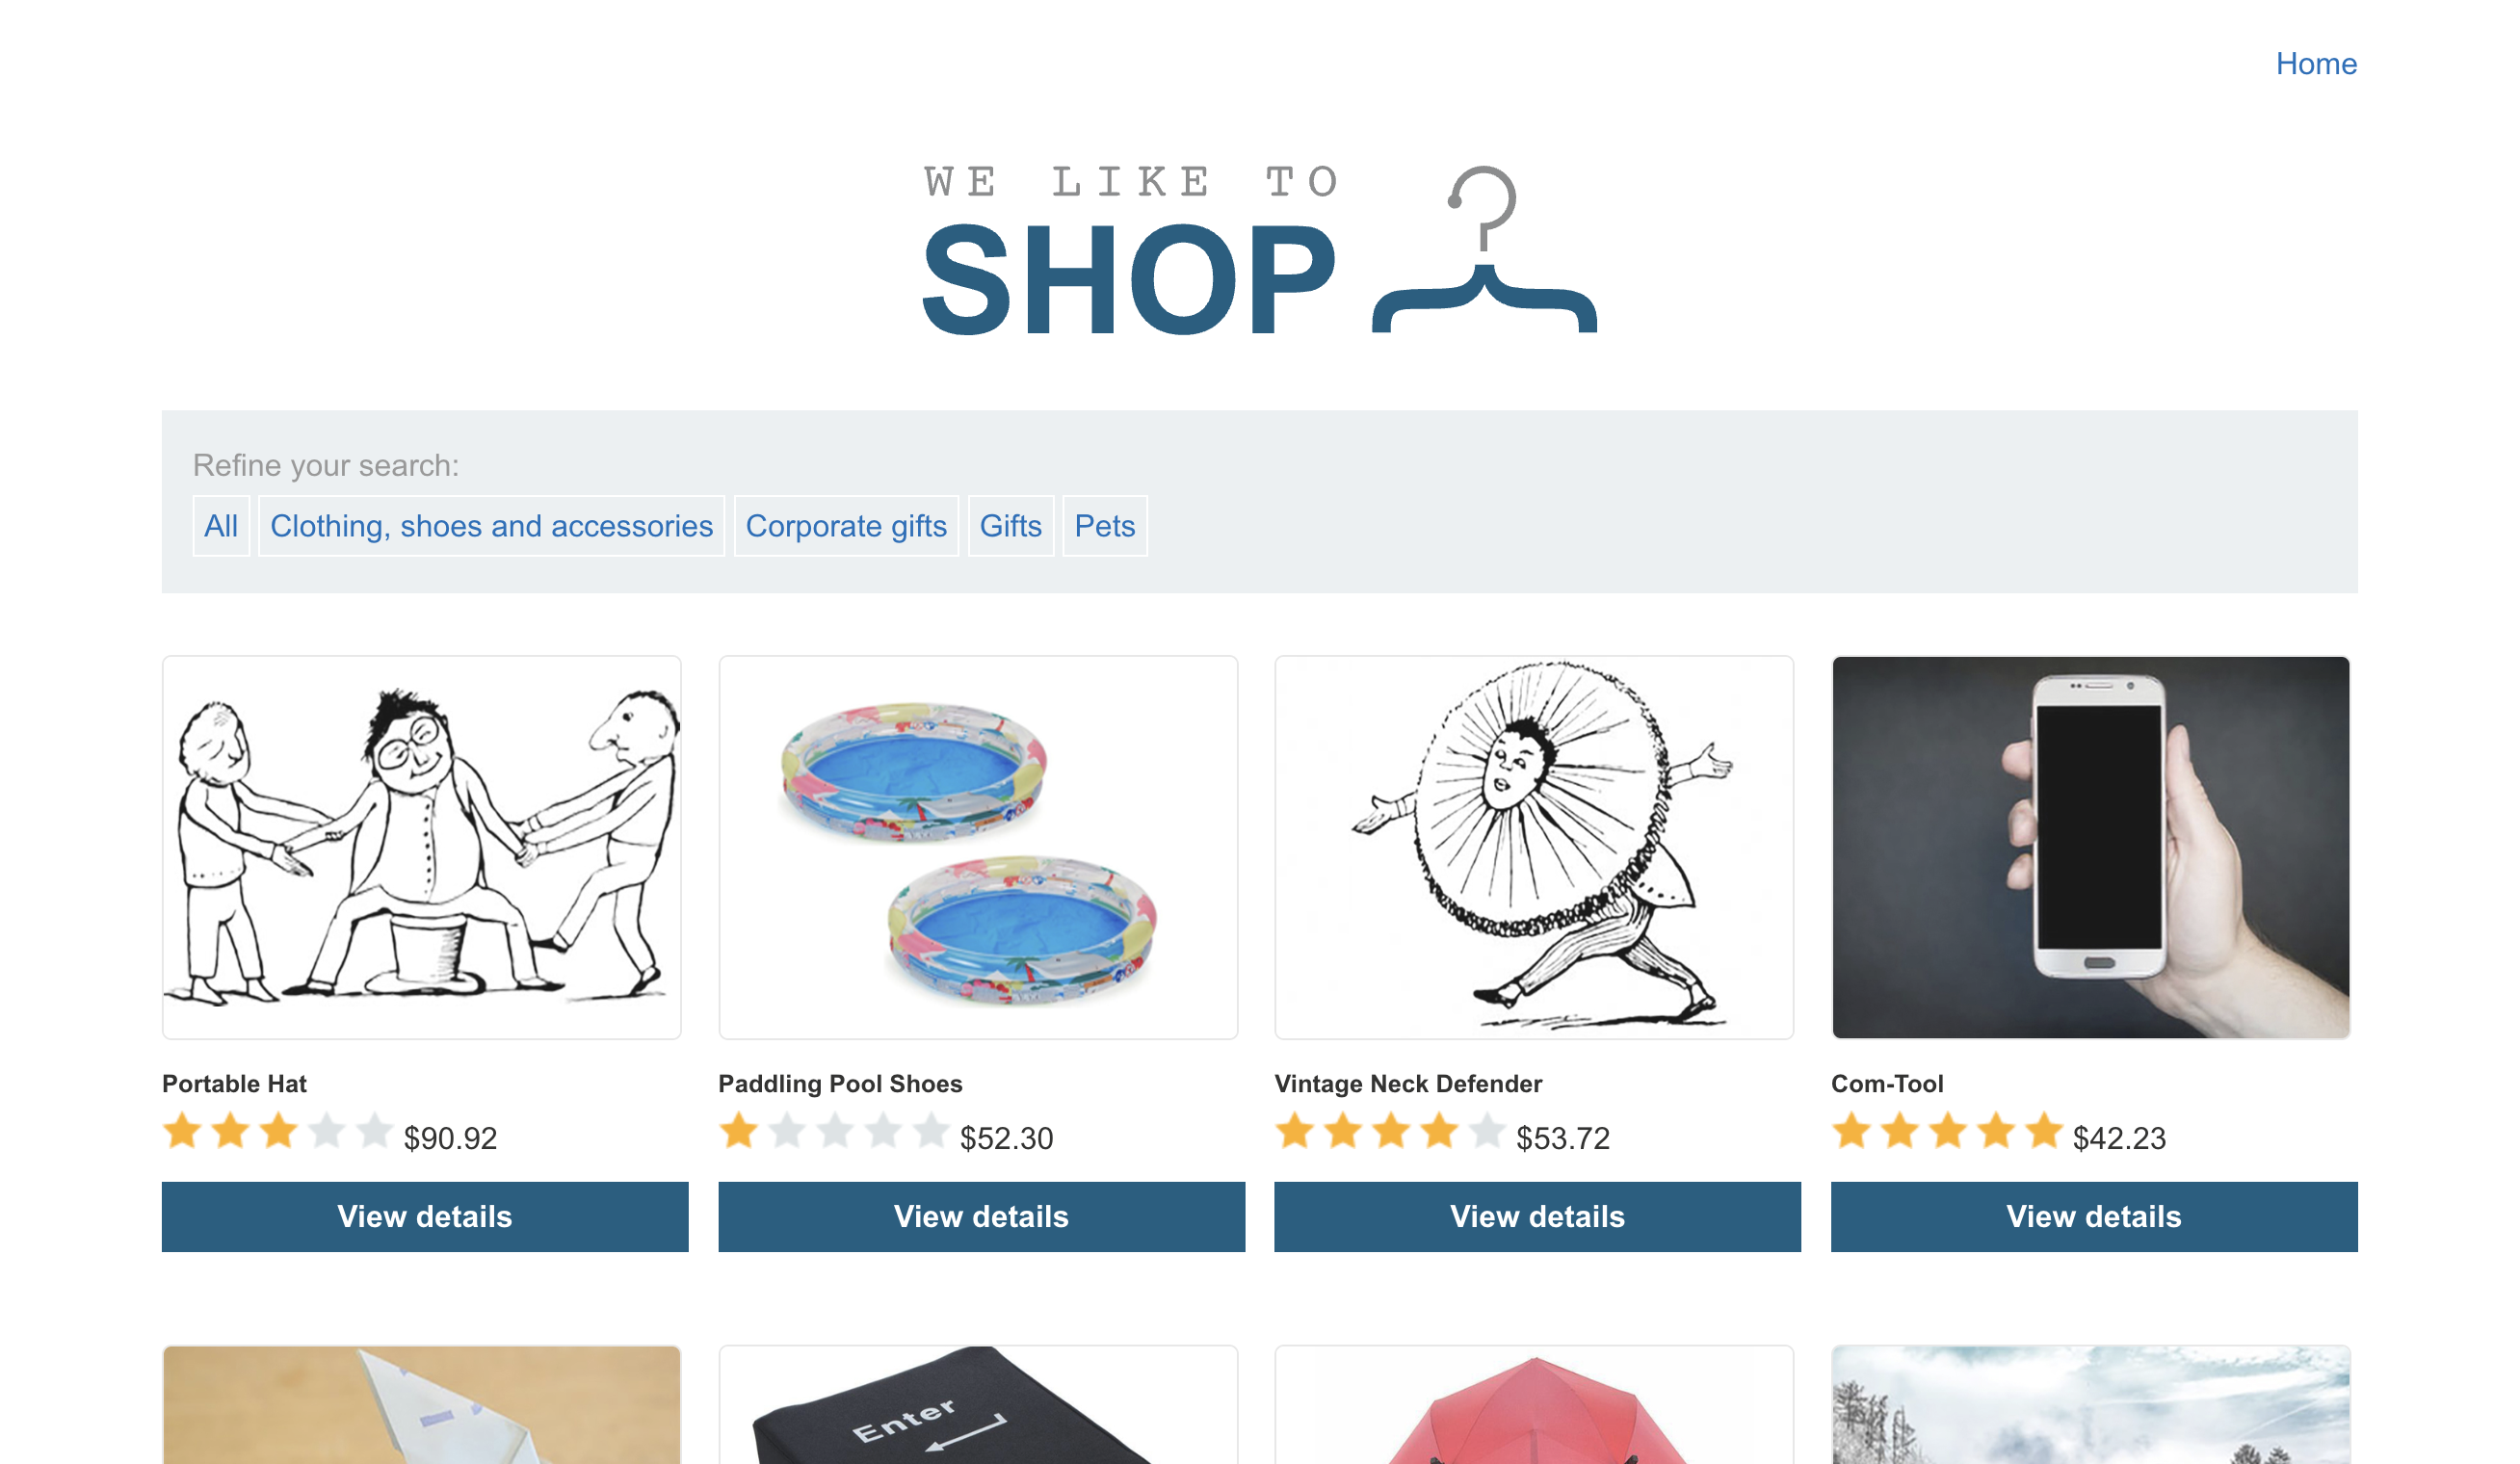 Home
WE LIKE TO
SHOP
Refine your search:
All
Clothing, shoes and accessories
Corporate gifts
Gifts
Pets
Portable Hat
$90.92
View details
Paddling Pool Shoes
$52.30
View details
Vintage Neck Defender
$53.72
View details
Com-Tool
$42.23
View details
Enter